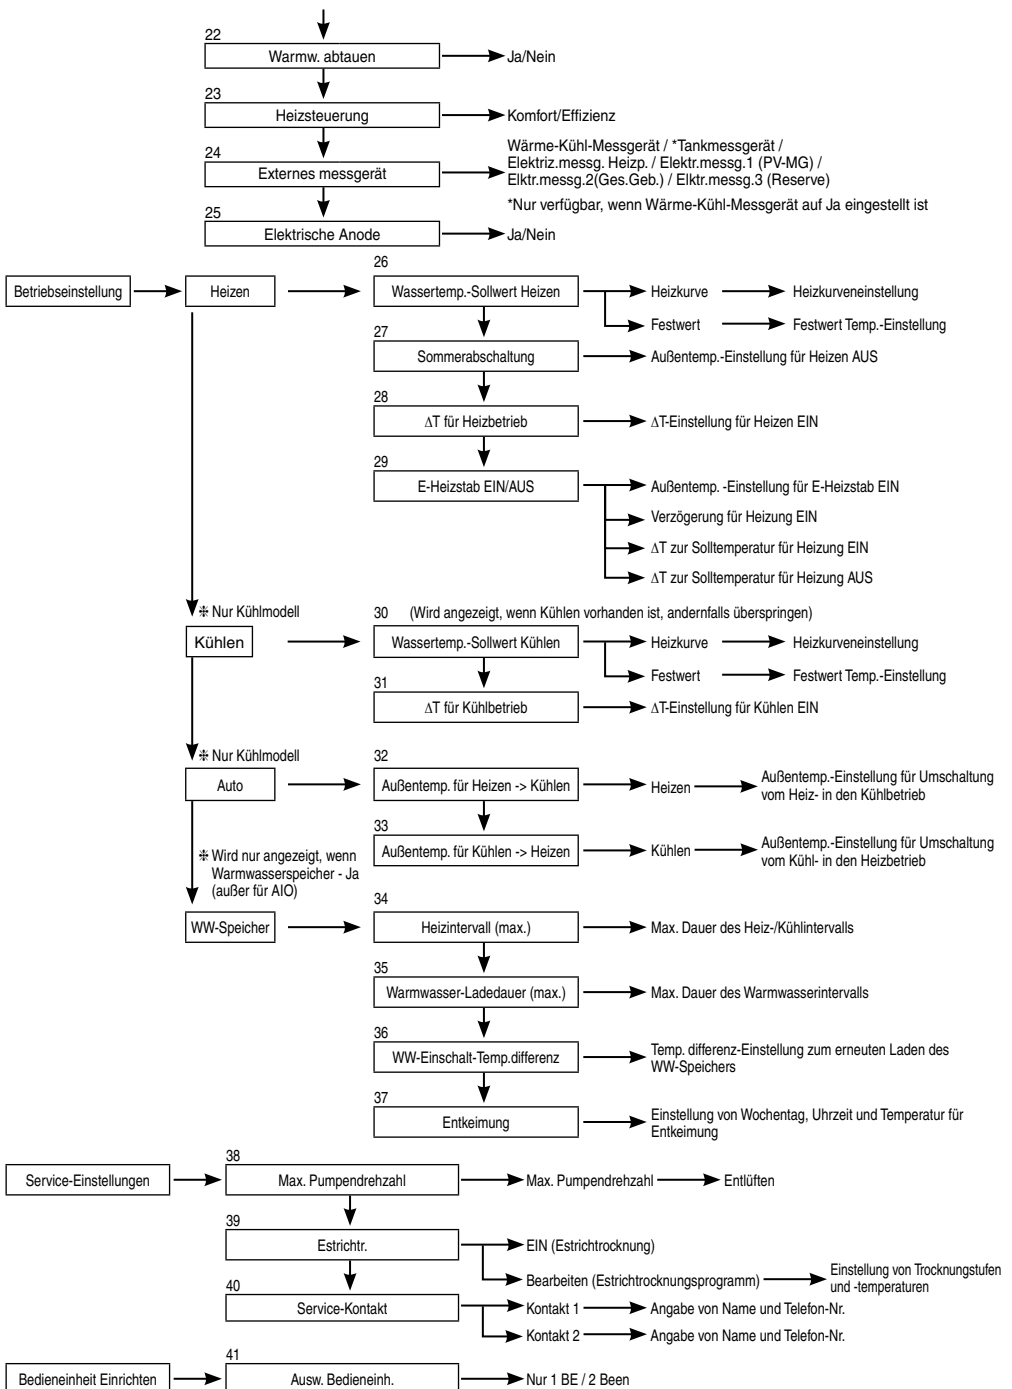 22
Warmw. abtauen
Ja/Nein
23
Heizsteuerung
Komfort/Effizienz
24
Externes messgerät
Wärme-Kühl-Messgerät / *Tankmessgerät /
Elektriz.messg. Heizp. / Elektr.messg.1 (PV-MG) /
Elktr.messg.2(Ges.Geb.) / Elktr.messg.3 (Reserve)
*Nur verfügbar, wenn Wärme-Kühl-Messgerät auf Ja eingestellt ist
25
Elektrische Anode
Ja/Nein
26
Betriebseinstellung
Heizen
Wassertemp.-Sollwert Heizen
Heizkurve
Heizkurveneinstellung
Festwert
Festwert Temp.-Einstellung
27
Sommerabschaltung
Außentemp.-Einstellung für Heizen AUS
28
ΔT für Heizbetrieb
ΔT-Einstellung für Heizen EIN
29
E-Heizstab EIN/AUS
Außentemp. -Einstellung für E-Heizstab EIN
Verzögerung für Heizung EIN
ΔT zur Solltemperatur für Heizung EIN
ΔT zur Solltemperatur für Heizung AUS
⁜ Nur Kühlmodell
30 (Wird angezeigt, wenn Kühlen vorhanden ist, andernfalls überspringen)
Kühlen
Wassertemp.-Sollwert Kühlen
Heizkurve
Heizkurveneinstellung
Festwert
Festwert Temp.-Einstellung
31
ΔT für Kühlbetrieb
ΔT-Einstellung für Kühlen EIN
⁜ Nur Kühlmodell
32
Auto
Außentemp. für Heizen -> Kühlen
Heizen
Außentemp.-Einstellung für Umschaltung
vom Heiz- in den Kühlbetrieb
33
Außentemp. für Kühlen -> Heizen
Kühlen
Außentemp.-Einstellung für Umschaltung
vom Kühl- in den Heizbetrieb
⁜ Wird nur angezeigt, wenn
Warmwasserspeicher - Ja
(außer für AIO)
34
WW-Speicher
Heizintervall (max.)
Max. Dauer des Heiz-/Kühlintervalls
35
Warmwasser-Ladedauer (max.)
Max. Dauer des Warmwasserintervalls
36
WW-Einschalt-Temp.differenz
Temp. differenz-Einstellung zum erneuten Laden des
WW-Speichers
37
Entkeimung
Einstellung von Wochentag, Uhrzeit und Temperatur für
Entkeimung
38
Service-Einstellungen
Max. Pumpendrehzahl
Max. Pumpendrehzahl
Entlüften
39
Estrichtr.
EIN (Estrichtrocknung)
Bearbeiten (Estrichtrocknungsprogramm)
Einstellung von Trocknungstufen
und -temperaturen
40
Service-Kontakt
Kontakt 1
Angabe von Name und Telefon-Nr.
Kontakt 2
Angabe von Name und Telefon-Nr.
41
Bedieneinheit Einrichten
Ausw. Bedieneinh.
Nur 1 BE / 2 Been